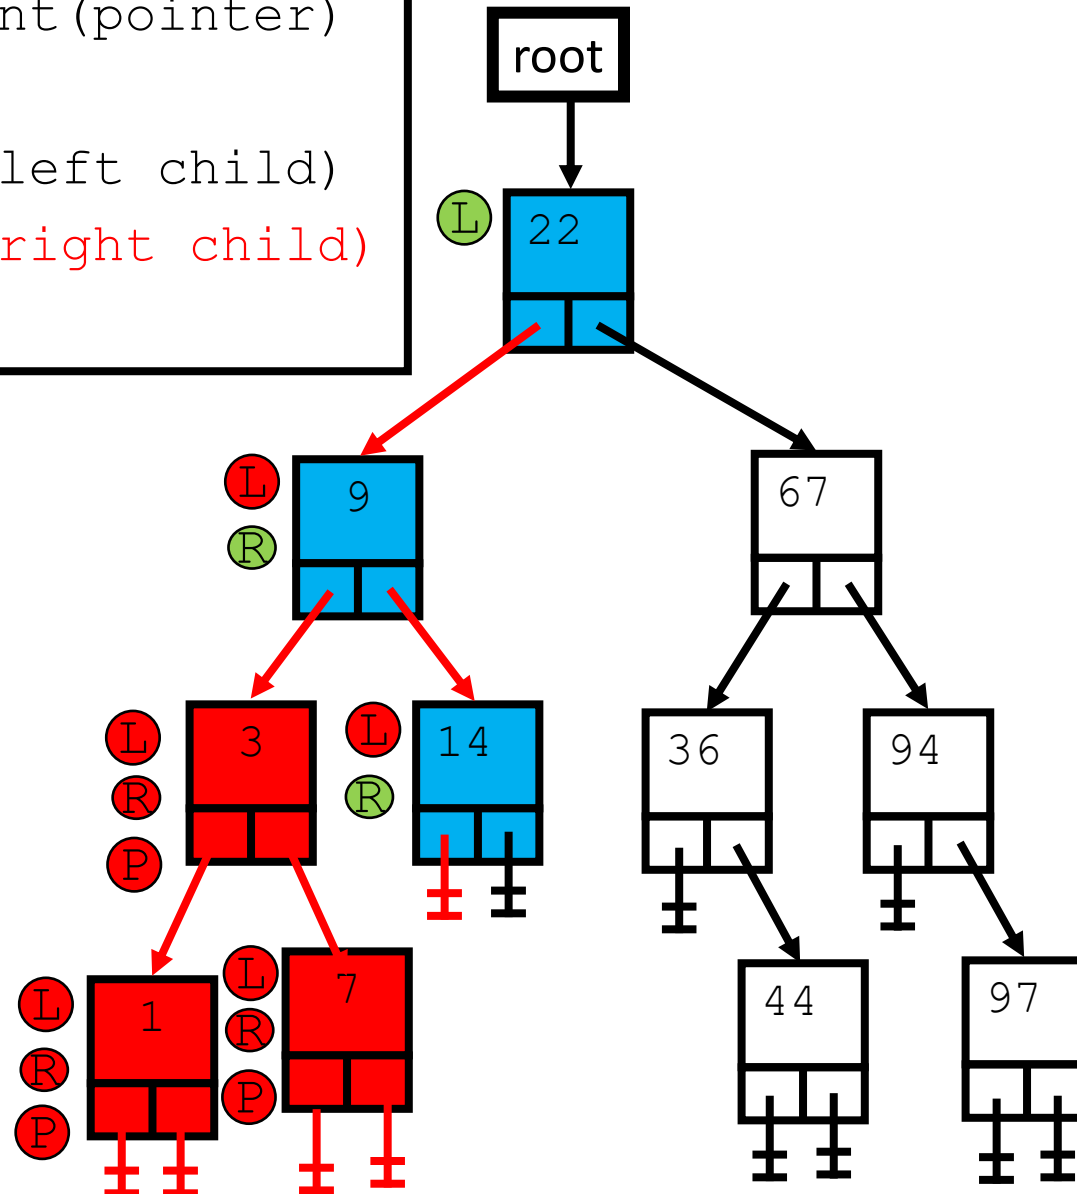 nt(pointer)
root
left child)
L
22
right child)
L
9
67
R
L
3
L
14
36
94
R
R
P
L
7
L
1
44
97
R
R
P
P